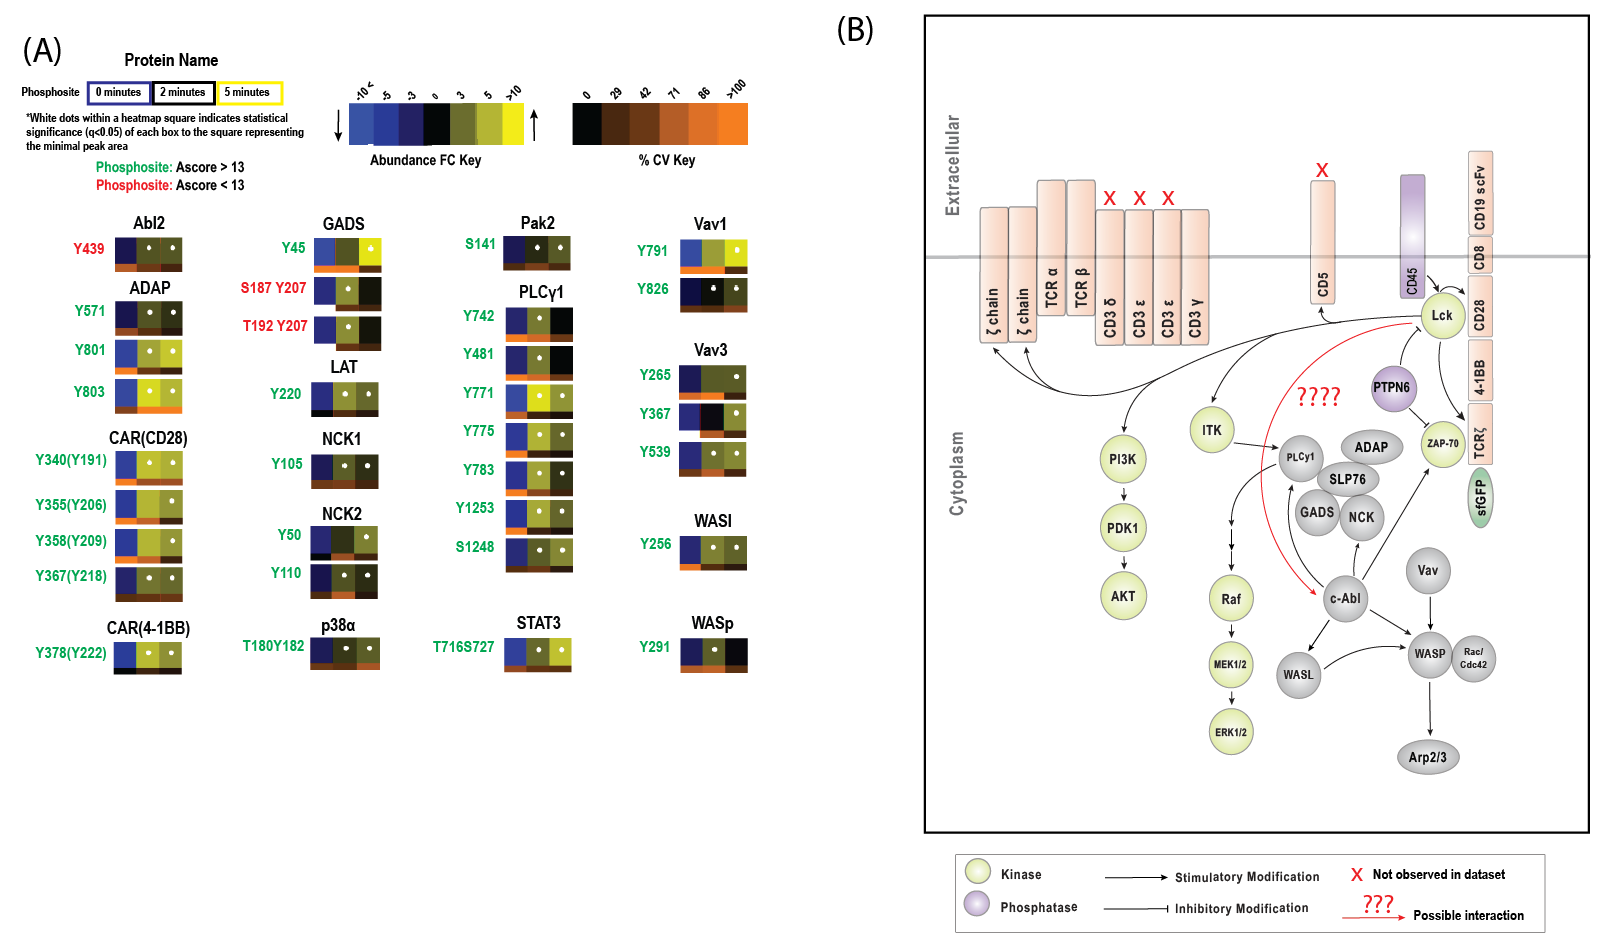 (A)
Protein Name
Phosphosite 0 minutes 2 minutes 5 minutes
*White dots within a heatmap square indicates statistical
significance (q<0.05) of each box to the square representing
the minimal peak area
Phosphosite: Ascore > 13
Phosphosite: Ascore < 13
-10 < -5 -3 0 3 5 >10
Abundance FC Key
0 29 42 71 86 >100
% CV Key
Abl2
Y439
ADAP
Y571
Y801
Y803
CAR(CD28)
Y340(Y191)
Y355(Y206)
Y358(Y209)
Y367(Y218)
CAR(4-1BB)
Y378(Y222)
GADS
Y45
S187 Y207
T192 Y207
LAT
Y220
NCK1
Y105
NCK2
Y50
Y110
p38α
T180Y182
Pak2
S141
PLCγ1
Y742
Y481
Y771
Y775
Y783
Y1253
S1248
STAT3
T716S727
Vav1
Y791
Y826
Vav3
Y265
Y367
Y539
WASl
Y256
WASp
Y291
(B)
Extracellular
Cytoplasm
ζ chain
ζ chain
TCR α
TCR β
X X X
CD3 δ
CD3 ε
CD3 ε
CD3 γ
X
CD5
CD45
CD19 scFv
CD8
CD28
4-1BB
TCRζ
sfGFP
Lck
PTPN6
ZAP-70
????
ITK
PI3K
PDK1
AKT
PLCy1
ADAP
SLP76
GADS
NCK
Raf
MEK1/2
ERK1/2
c-Abl
Vav
WASL
WASP
Rac/
Cdc42
Arp2/3
Kinase
Phosphatase
Stimulatory Modification
Inhibitory Modification
X Not observed in dataset
???
Possible interaction